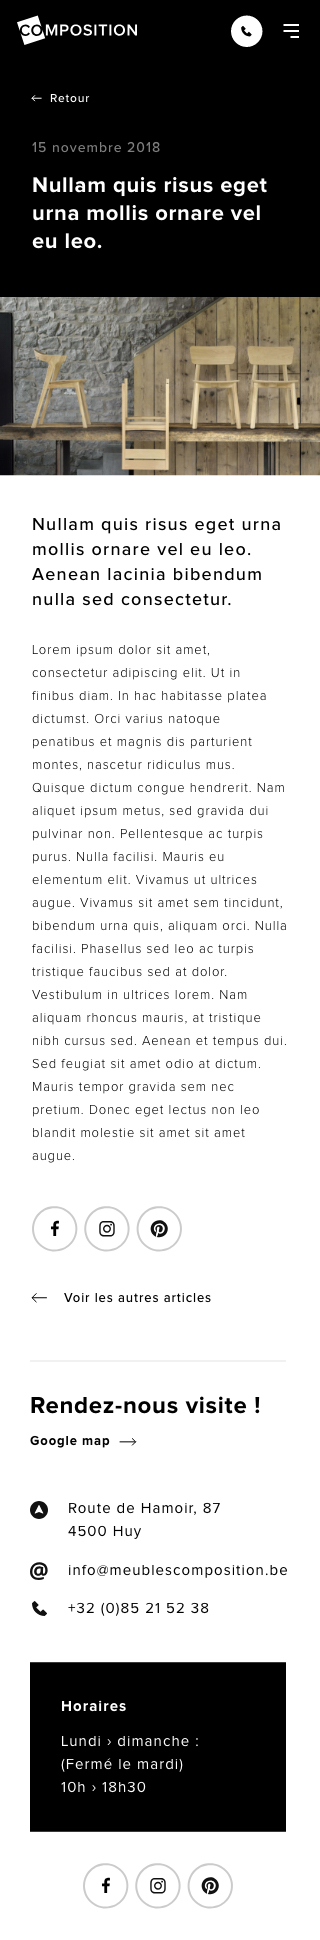 COMPOSITION
← Retour
15 novembre 2018
Nullam quis risus eget
urna mollis ornare vel
eu leo.
Nullam quis risus eget urna
mollis ornare vel eu leo.
Aenean lacinia bibendum
nulla sed consectetur.
Lorem ipsum dolor sit amet,
consectetur adipiscing elit. Ut in
finibus diam. In hac habitasse platea
dictumst. Orci varius natoque
penatibus et magnis dis parturient
montes, nascetur ridiculus mus.
Quisque dictum congue hendrerit. Nam
aliquet ipsum metus, sed gravida dui
pulvinar non. Pellentesque ac turpis
purus. Nulla facilisi. Mauris eu
elementum elit. Vivamus ut ultrices
augue. Vivamus sit amet sem tincidunt,
bibendum urna quis, aliquam orci. Nulla
facilisi. Phasellus sed leo ac turpis
tristique faucibus sed at dolor.
Vestibulum in ultrices lorem. Nam
aliquam rhoncus mauris, at tristique
nibh cursus sed. Aenean et tempus dui.
Sed feugiat sit amet odio at dictum.
Mauris tempor gravida sem nec
pretium. Donec eget lectus non leo
blandit molestie sit amet sit amet
augue.
← Voir les autres articles
Rendez-nous visite !
Google map →
Route de Hamoir, 87
4500 Huy
info@meublescomposition.be
+32 (0)85 21 52 38
Horaires
Lundi › dimanche :
(Fermé le mardi)
10h › 18h30